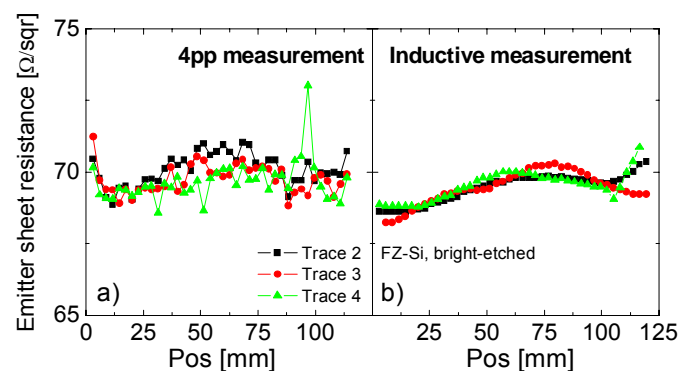 Emitter sheet resistance [Ω/sqr]
75
70
65
4pp measurement
Inductive measurement
Trace 2
Trace 3
Trace 4
FZ-Si, bright-etched
a)
b)
0 25 50 75 100
25 50 75 100 120
Pos [mm]
Pos [mm]